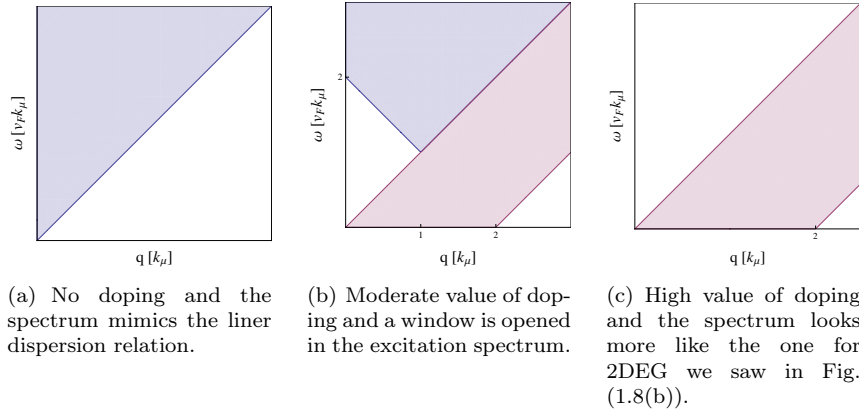 ω [v_F k_μ]
q [k_μ]
2
ω [v_F k_μ]
1
2
q [k_μ]
ω [v_F k_μ]
2
q [k_μ]
(a) No doping and the
spectrum mimics the liner
dispersion relation.
(b) Moderate value of dop-
ing and a window is opened
in the excitation spectrum.
(c) High value of doping
and the spectrum looks
more like the one for
2DEG we saw in Fig.
(1.8(b)).